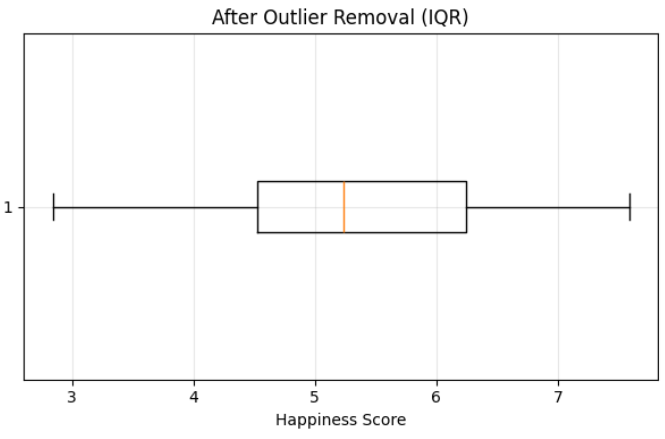 After Outlier Removal (IQR)
1
3 4 5 6 7
Happiness Score